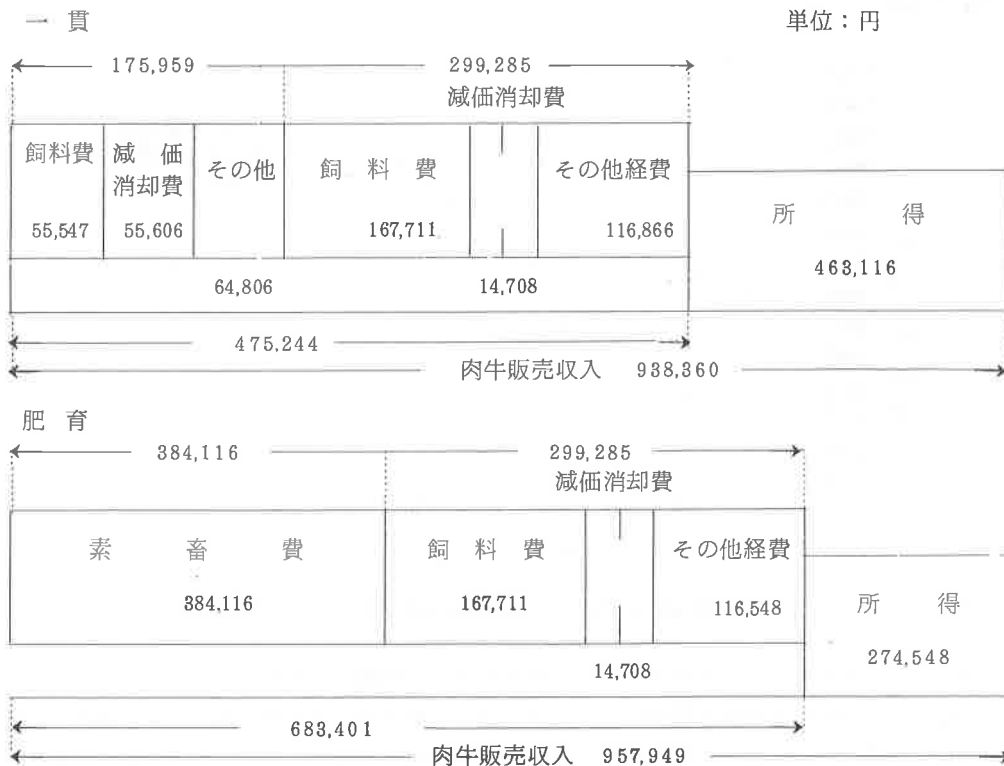 一 貫
単位：円
175,959
299,285
減価消却費
飼料費
減 価
消却費
その他
飼 料 費
その他経費
55,547
55,606
167,711
116,866
所 得
463,116
64,806
14,708
475,244
肉牛販売収入 938,360
肥 育
384,116
299,285
減価消却費
素 畜 費
飼 料 費
その他経費
384,116
167,711
116,548
所 得
274,548
14,708
683,401
肉牛販売収入 957,949